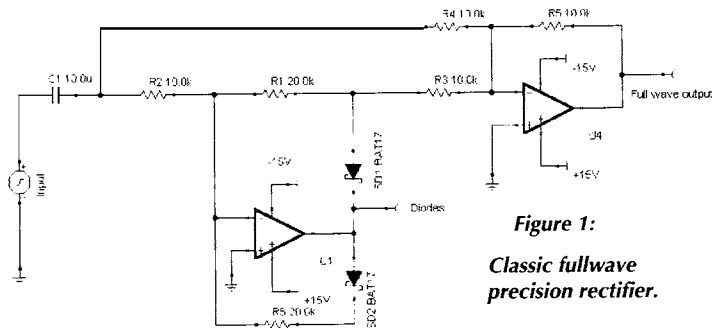 R4 10.0k
R5 10.0k
C1 10.0u
R2 10.0k
R1 20.0k
R3 10.0k
-15V
Full wave output
U4
+15V
Input
SD1 BAT17
-15V
Diodes
U1
+15V
SD2 BAT17
R5 20.0k
Figure 1:
Classic fullwave
precision rectifier.